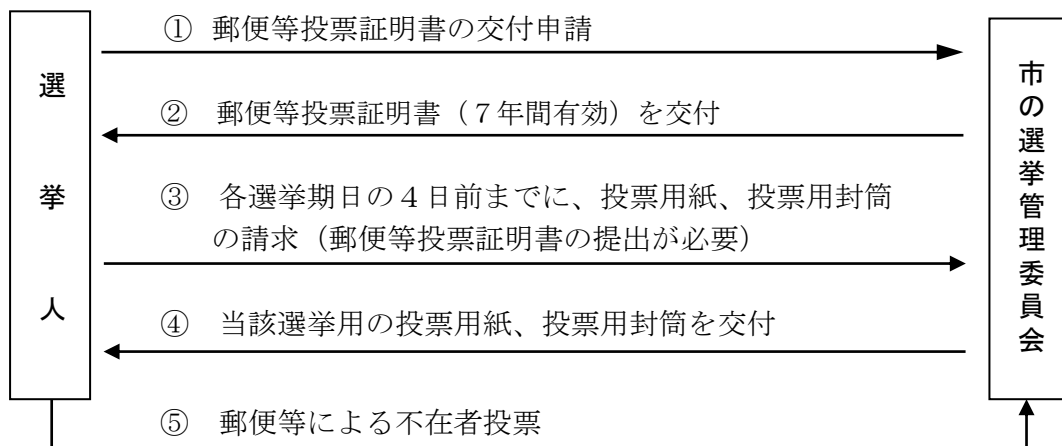 選挙人
① 郵便等投票証明書の交付申請
② 郵便等投票証明書（７年間有効）を交付
③ 各選挙期日の４日前までに、投票用紙、投票用封筒
の請求（郵便等投票証明書の提出が必要）
④ 当該選挙用の投票用紙、投票用封筒を交付
⑤ 郵便等による不在者投票
市の選挙管理委員会